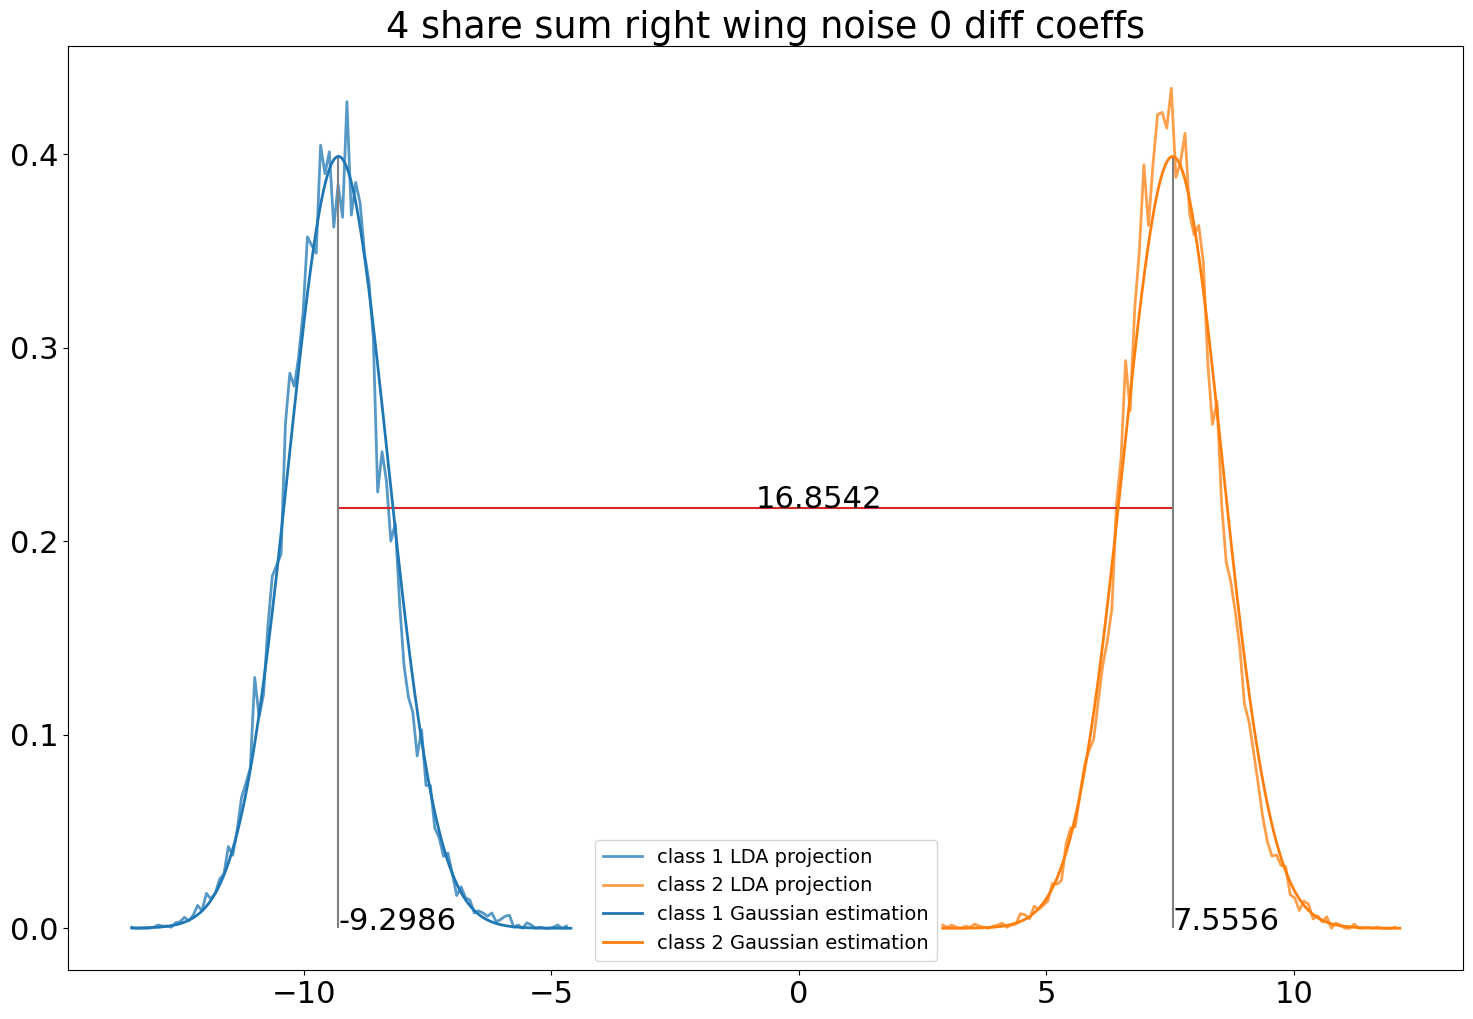 4 share sum right wing noise 0 diff coeffs
0.4
0.3
0.2
0.1
0.0
16.8542
-9.2986
7.5556
class 1 LDA projection
class 2 LDA projection
class 1 Gaussian estimation
class 2 Gaussian estimation
−10
−5
0
5
10